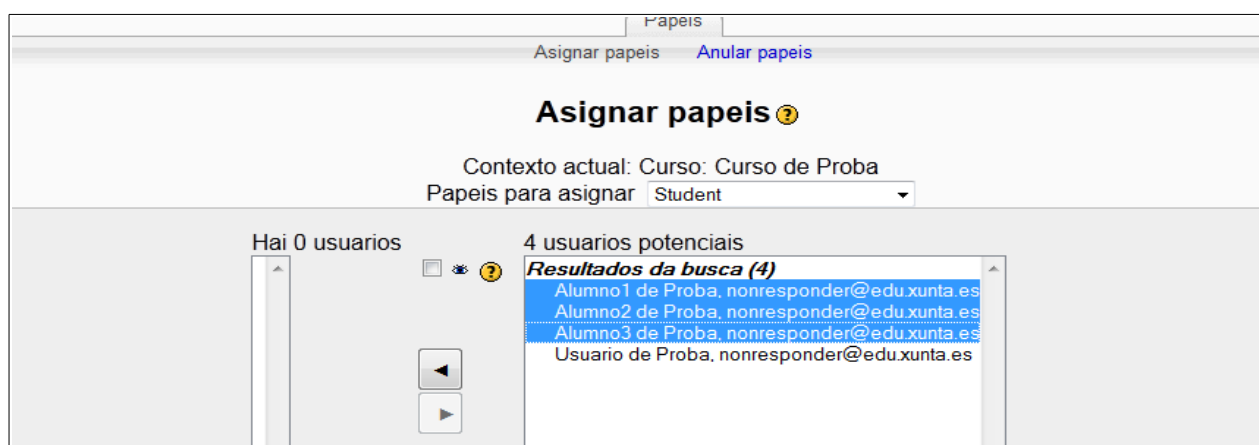 Papeis
Asignar papeis Anular papeis
Asignar papeis
Contexto actual: Curso: Curso de Proba
Papeis para asignar Student
Hai 0 usuarios 4 usuarios potenciais
Resultados da busca (4)
Alumno1 de Proba, nonresponder@edu.xunta.es
Alumno2 de Proba, nonresponder@edu.xunta.es
Alumno3 de Proba, nonresponder@edu.xunta.es
Usuario de Proba, nonresponder@edu.xunta.es